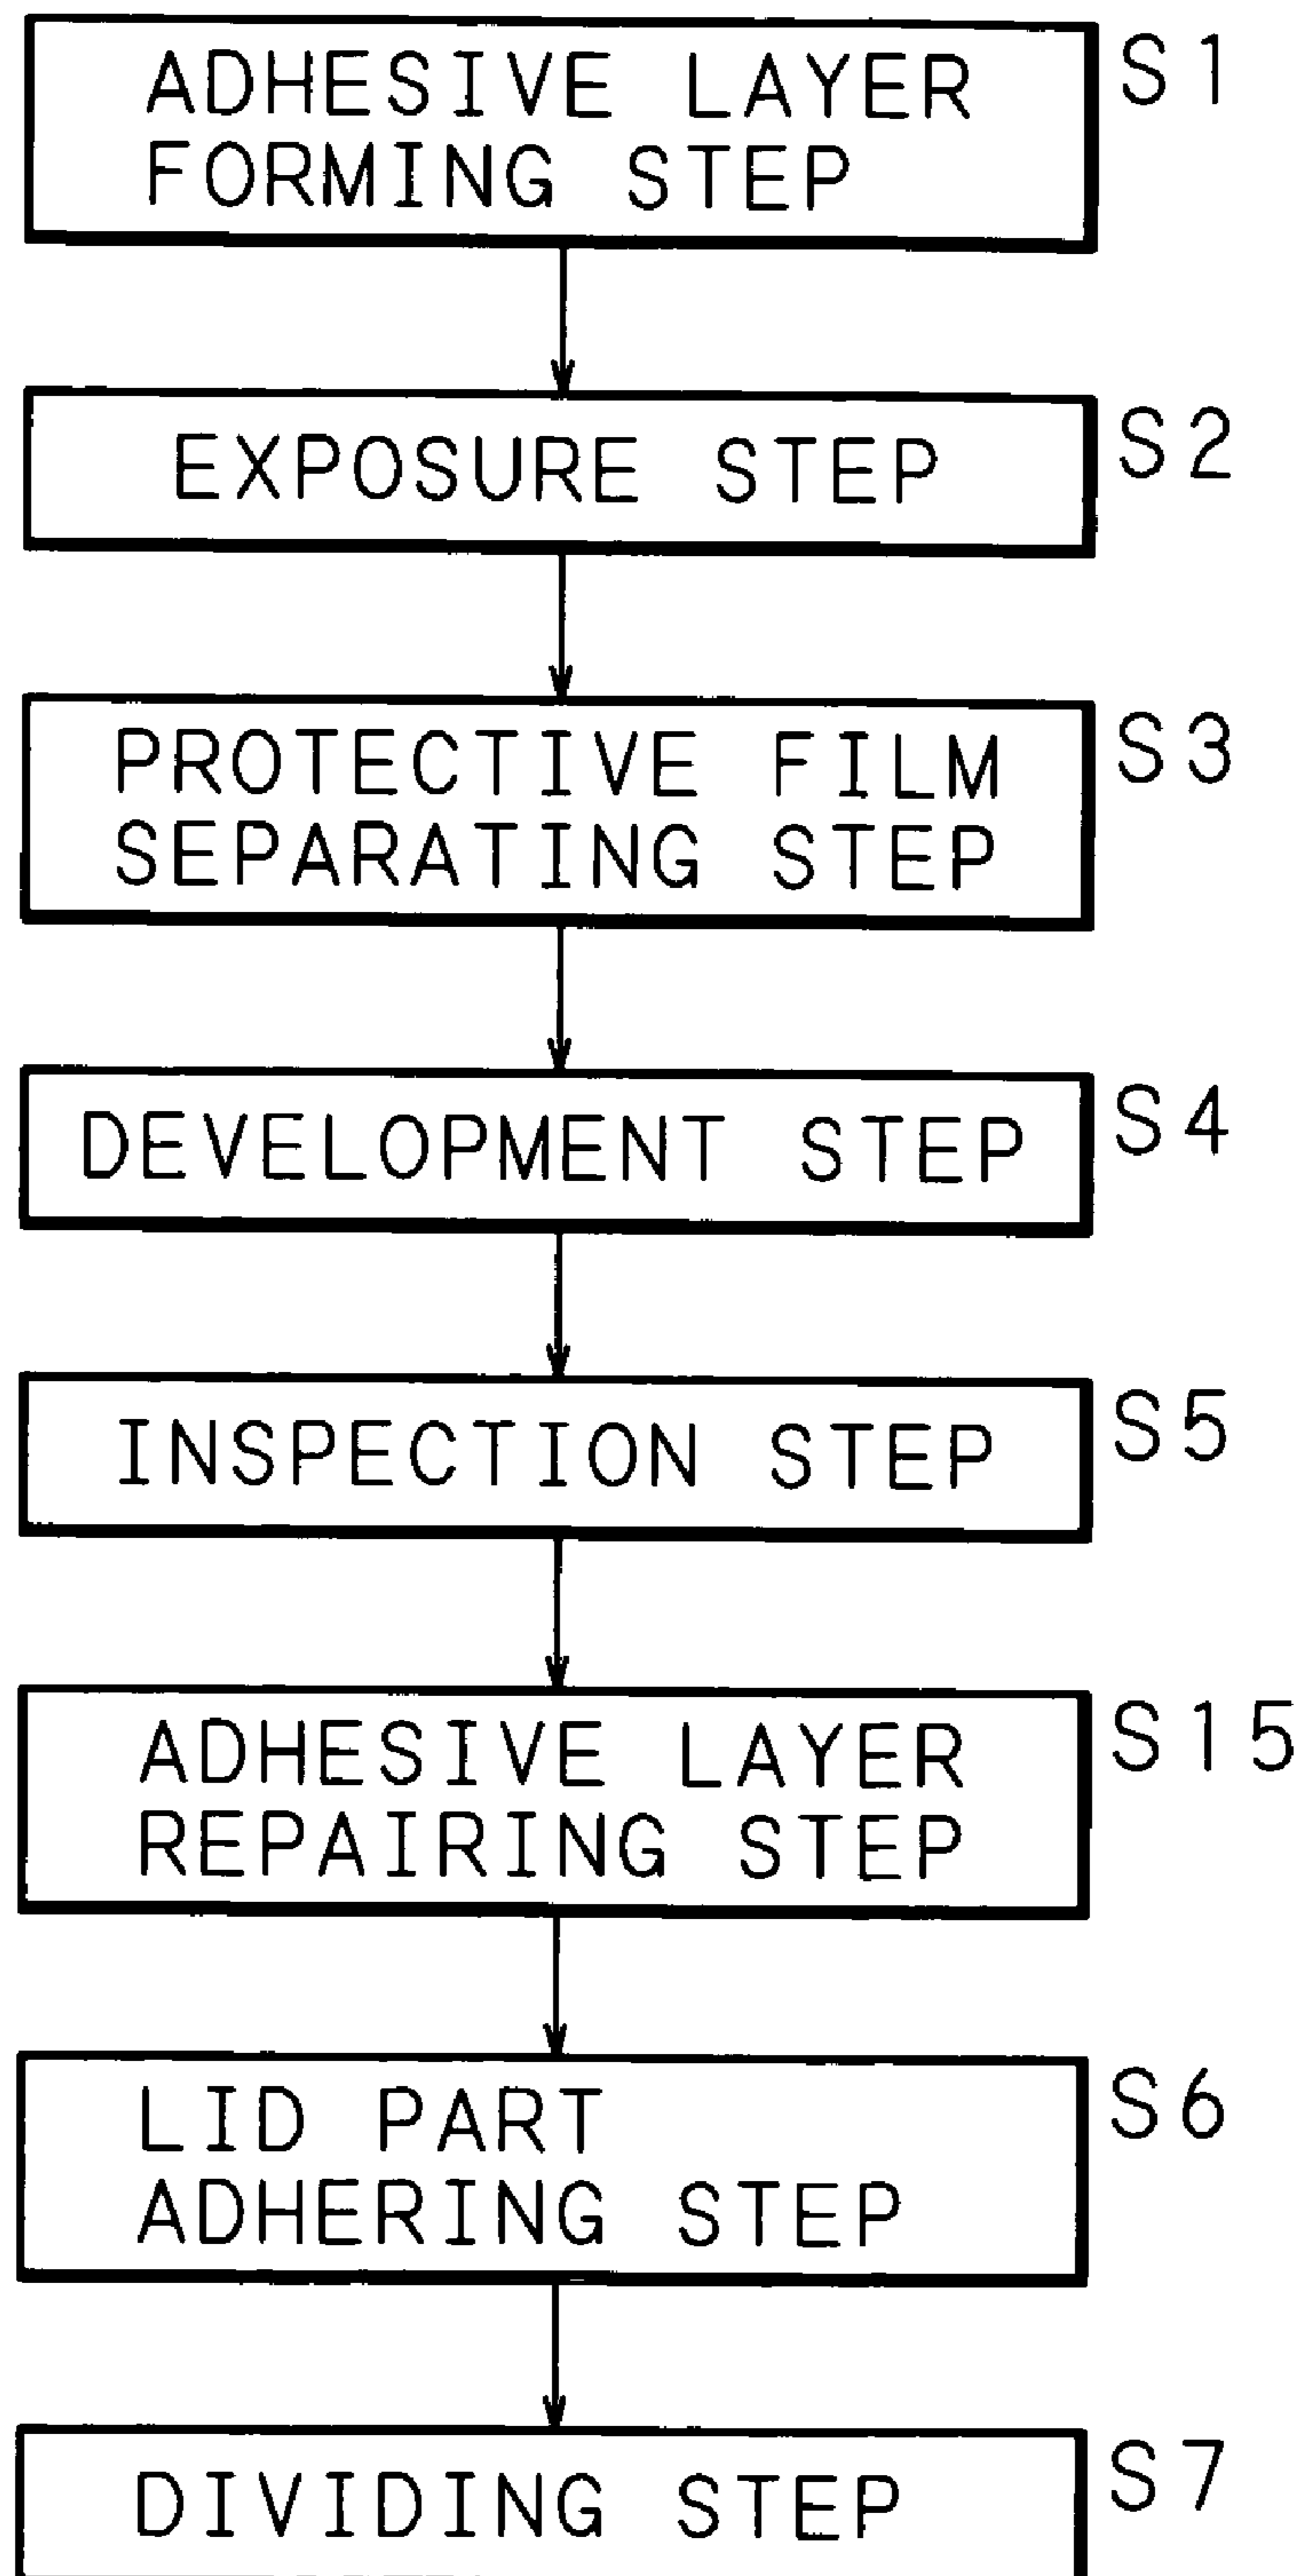 ADHESIVE LAYER
FORMING STEP
S1
EXPOSURE STEP
S2
PROTECTIVE FILM
SEPARATING STEP
S3
DEVELOPMENT STEP
S4
INSPECTION STEP
S5
ADHESIVE LAYER
REPAIRING STEP
S15
LID PART
ADHERING STEP
S6
DIVIDING STEP
S7